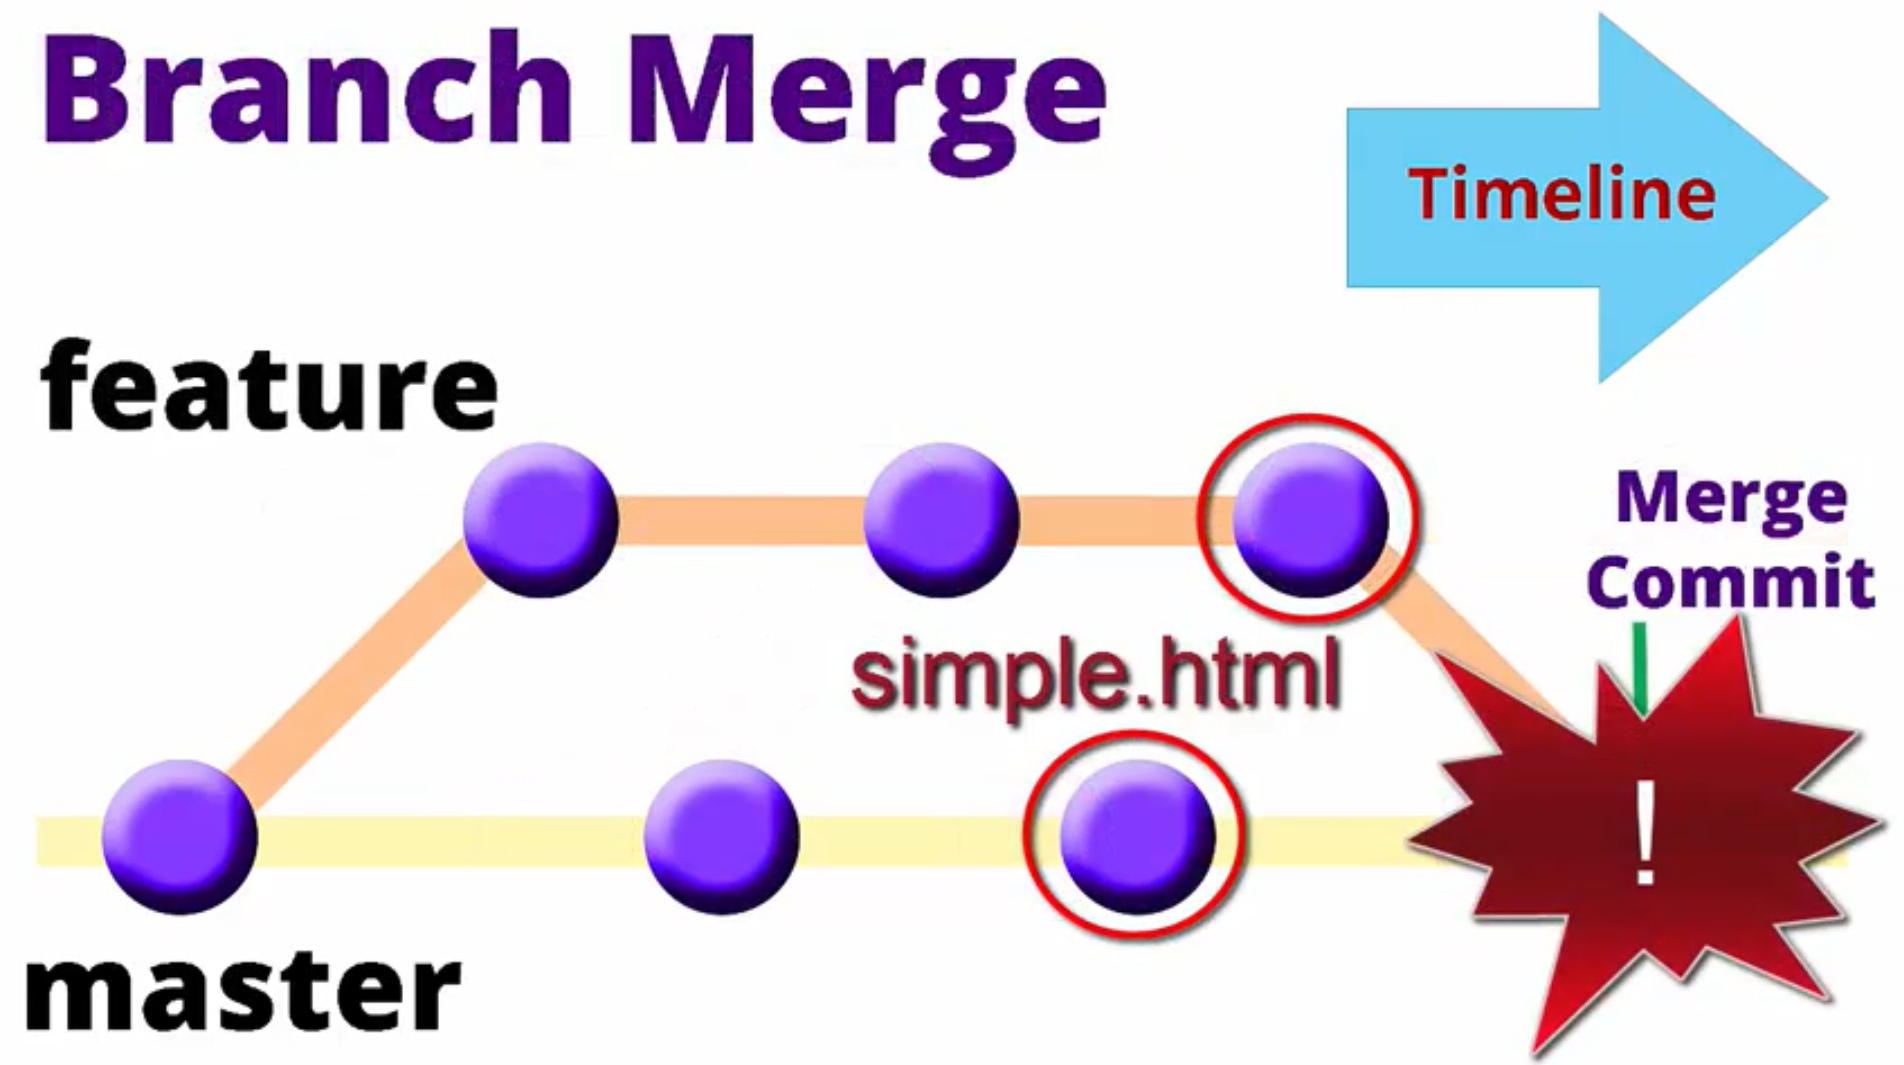 Branch Merge
Timeline
feature
Merge
Commit
simple.html
!
master